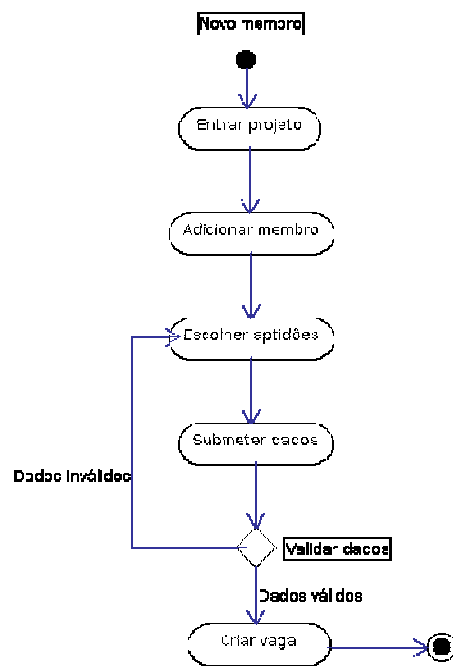 Novo membro
Entrar projeto
Adicionar membro
Escolher aptidões
Submeter dados
Dados inválidos
Validar dados
Dados válidos
Criar vaga